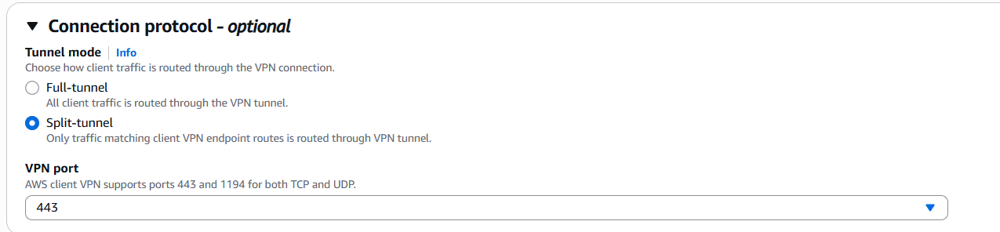 Connection protocol - optional
Tunnel mode Info
Choose how client traffic is routed through the VPN connection.
Full-tunnel
All client traffic is routed through the VPN tunnel.
Split-tunnel
Only traffic matching client VPN endpoint routes is routed through VPN tunnel.
VPN port
AWS client VPN supports ports 443 and 1194 for both TCP and UDP.
443